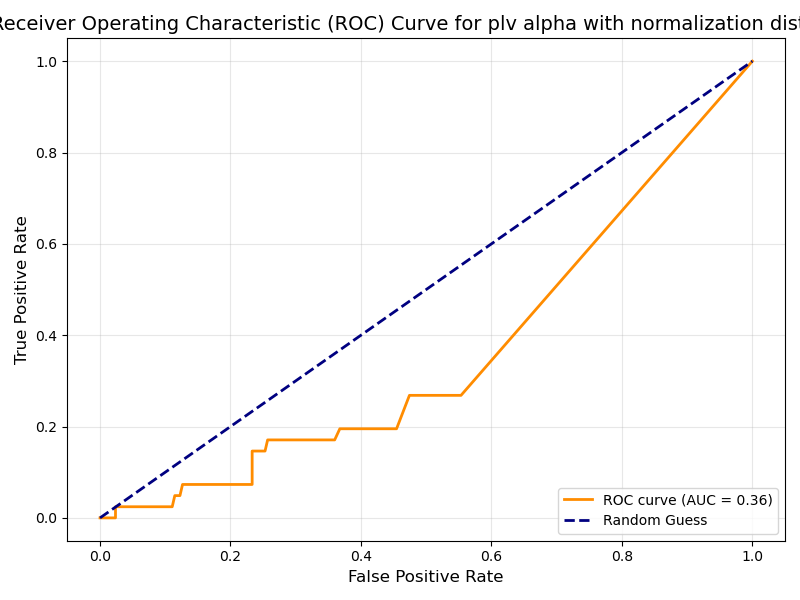 Receiver Operating Characteristic (ROC) Curve for plv alpha with normalization dist
1.0
0.8
0.6
0.4
0.2
0.0
True Positive Rate
ROC curve (AUC = 0.36)
Random Guess
0.0 0.2 0.4 0.6 0.8 1.0
False Positive Rate